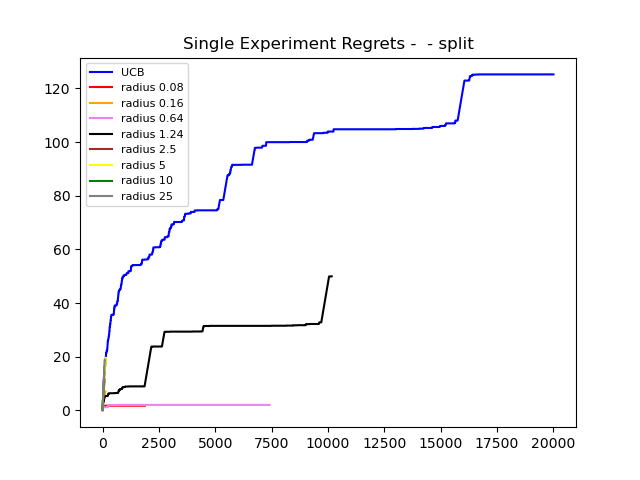 Single Experiment Regrets -  - split
UCB
radius 0.08
radius 0.16
radius 0.64
radius 1.24
radius 2.5
radius 5
radius 10
radius 25
120
100
80
60
40
20
0
0 2500 5000 7500 10000 12500 15000 17500 20000